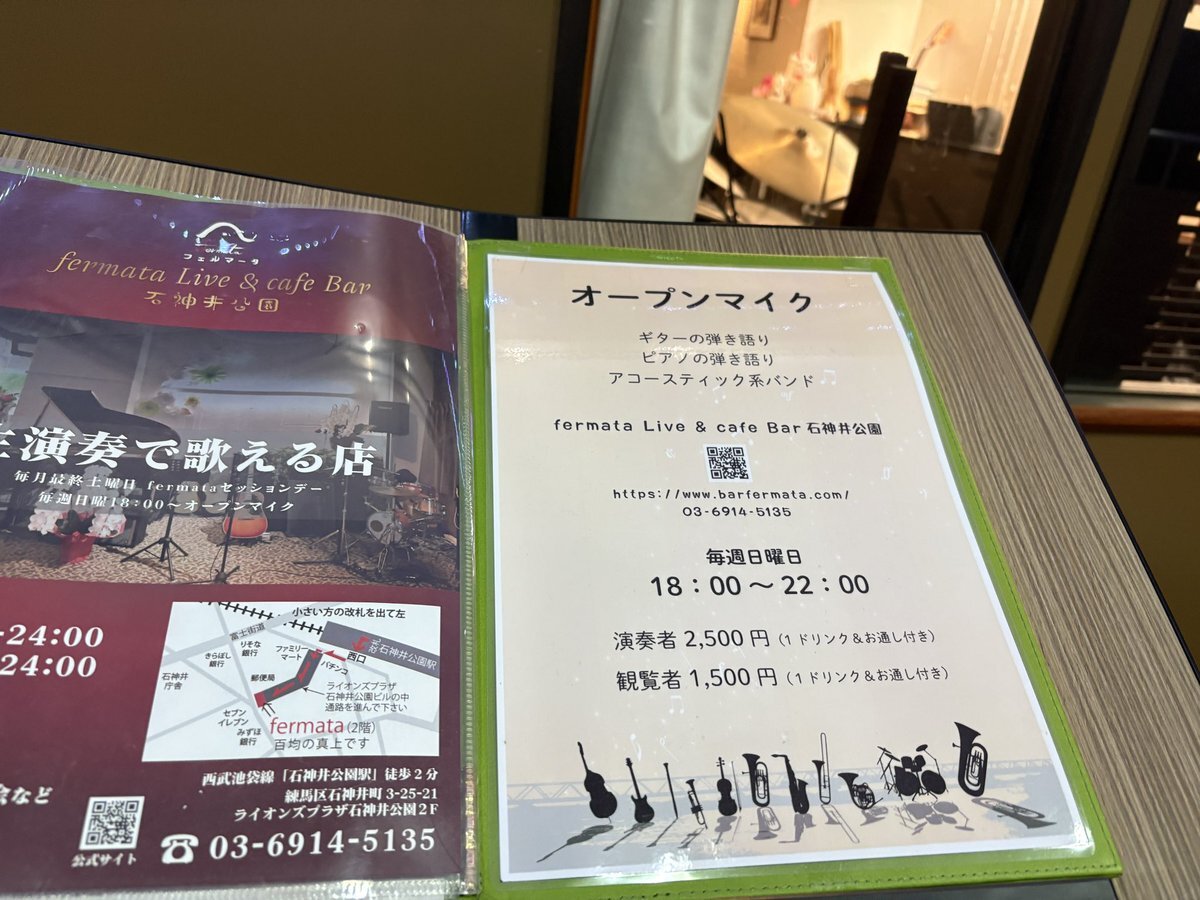 フェルマータ
fermata Live & cafe Bar
石神井公園
演奏で歌える店
毎月最終土曜日 fermataセッションデー
毎週日曜18:00〜オープンマイク
-24:00
24:00
小さい方の改札を出て左
富士街道
りそな
銀行
きらぼし
銀行
ファミリー
マート
西口
石神井公園駅
パチンコ
石神井
庁舎
郵便局
ライオンズプラザ
石神井公園ビルの中
通路を進んで下さい
セブン
イレブン
みずほ
銀行
fermata(2階)
百均の真上です
西武池袋線「石神井公園駅」徒歩2分
練馬区石神井町3-25-21
ライオンズプラザ石神井公園2F
など
公式サイト
☎03-6914-5135
オープンマイク
ギターの弾き語り
ピアノの弾き語り
アコースティック系バンド
fermata Live & cafe Bar 石神井公園
https://www.barfermata.com/
03-6914-5135
毎週日曜日
18：00 〜 22：00
演奏者 2,500 円（1 ドリンク＆お通し付き）
観覧者 1,500 円（1 ドリンク＆お通し付き）